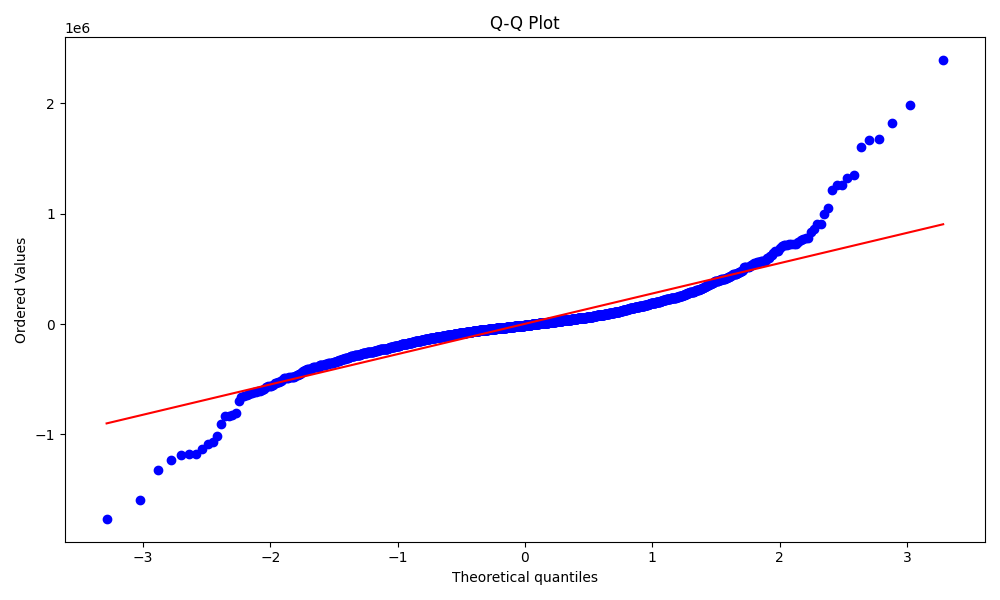 Q-Q Plot
1e6
2
1
0
−1
Ordered Values
−3
−2
−1
0
1
2
3
Theoretical quantiles